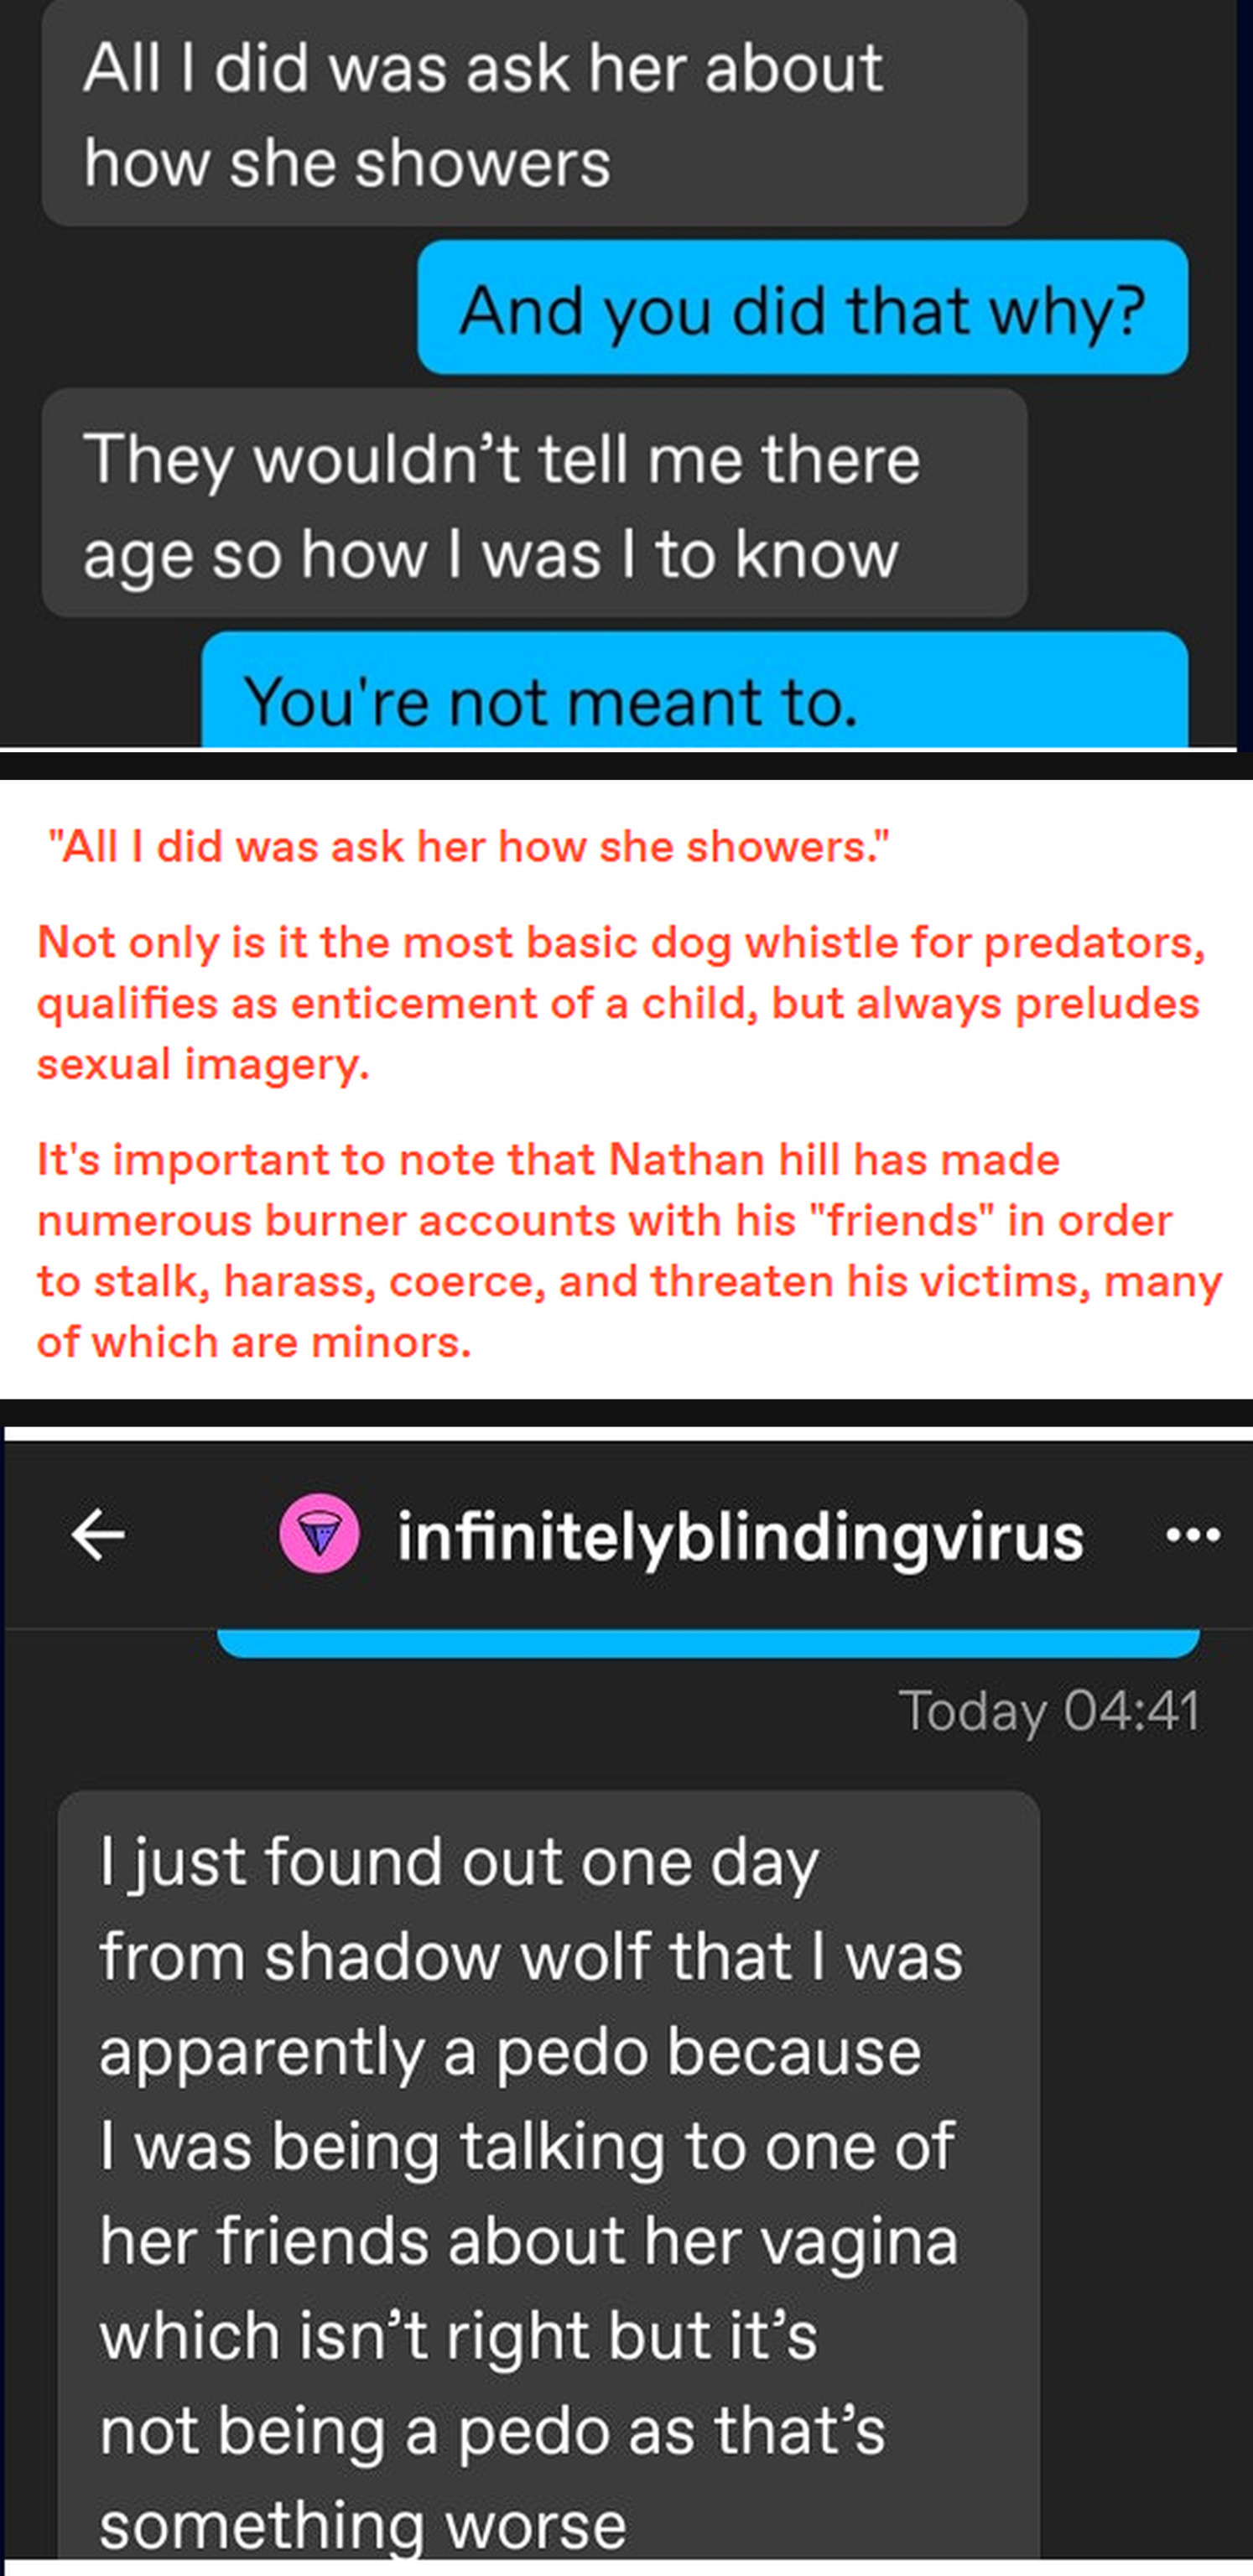 All I did was ask her about
how she showers
And you did that why?
They wouldn’t tell me there
age so how I was I to know
You're not meant to.
"All I did was ask her how she showers."
Not only is it the most basic dog whistle for predators,
qualifies as enticement of a child, but always preludes
sexual imagery.
It's important to note that Nathan hill has made
numerous burner accounts with his "friends" in order
to stalk, harass, coerce, and threaten his victims, many
of which are minors.
infinitelyblindingvirus
Today 04:41
I just found out one day
from shadow wolf that I was
apparently a pedo because
I was being talking to one of
her friends about her vagina
which isn’t right but it’s
not being a pedo as that’s
something worse